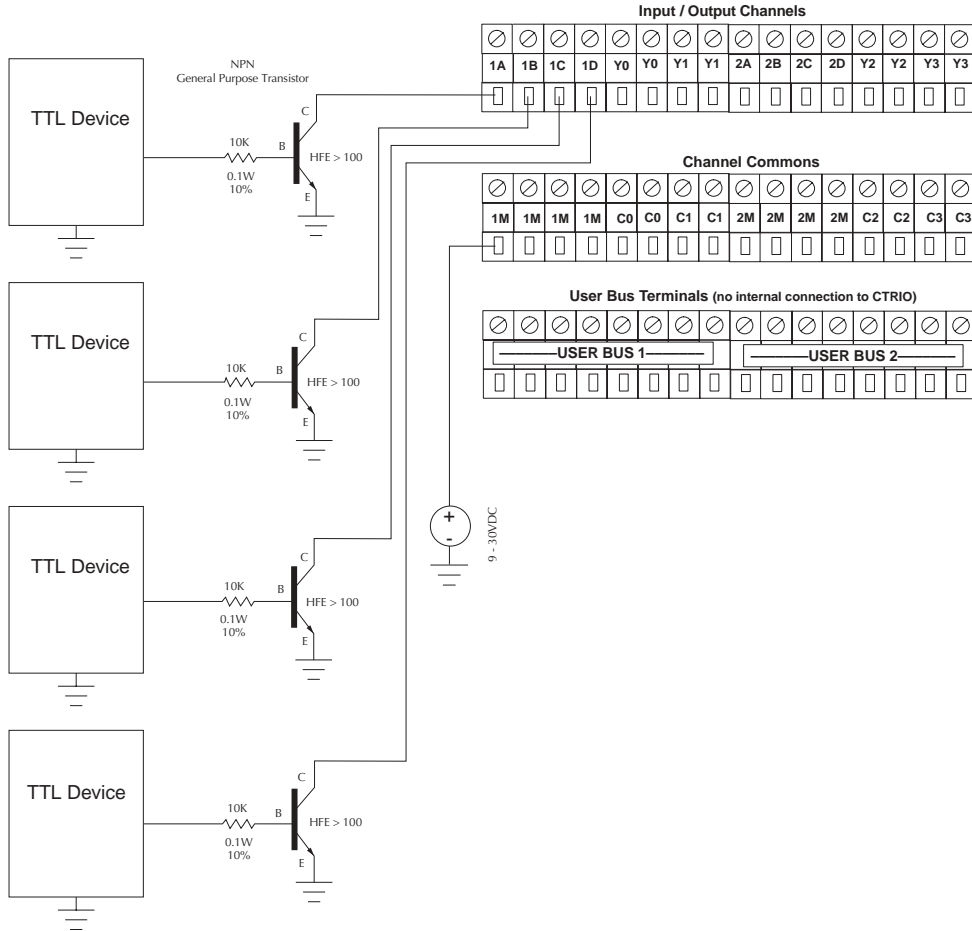 Input / Output Channels
1A 1B 1C 1D Y0 Y0 Y1 Y1 2A 2B 2C 2D Y2 Y2 Y3 Y3
NPN
General Purpose Transistor
TTL Device
C
10K
B
HFE > 100
0.1W
10%
E
Channel Commons
1M 1M 1M 1M C0 C0 C1 C1 2M 2M 2M 2M C2 C2 C3 C3
User Bus Terminals (no internal connection to CTRIO)
USER BUS 1
USER BUS 2
TTL Device
C
10K
B
HFE > 100
0.1W
10%
E
+
-
9 - 30VDC
TTL Device
C
10K
B
HFE > 100
0.1W
10%
E
TTL Device
C
10K
B
HFE > 100
0.1W
10%
E